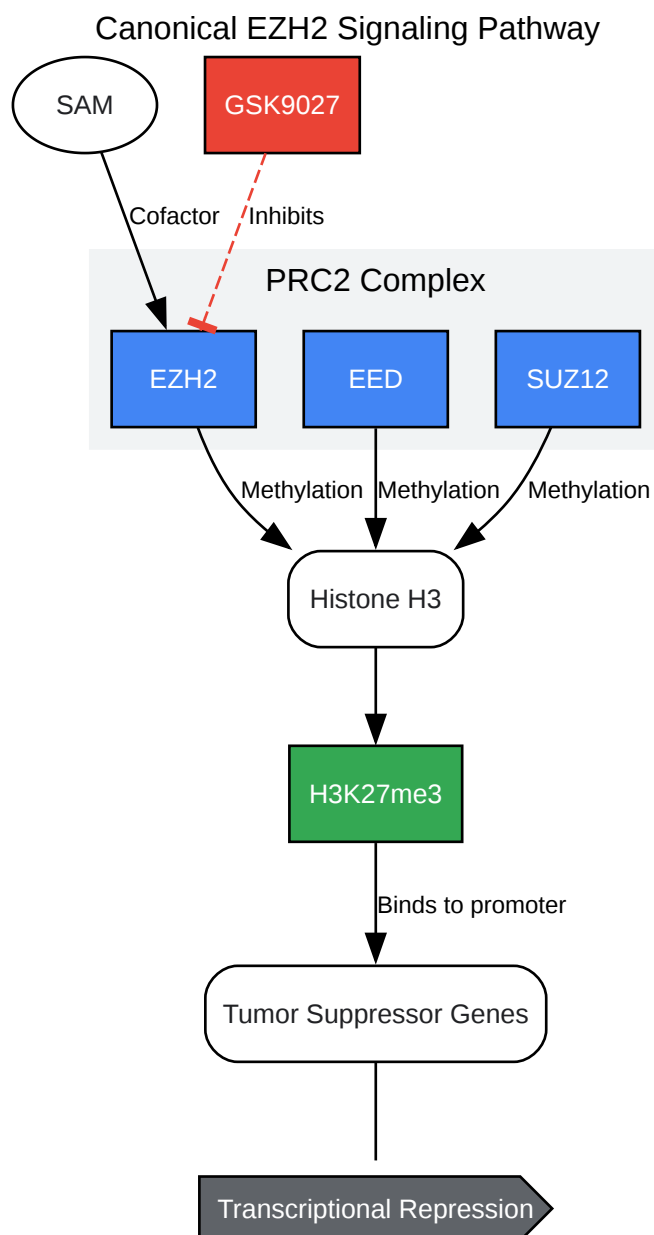 Canonical EZH2 Signaling Pathway
SAM
GSK9027
Cofactor
Inhibits
PRC2 Complex
EZH2
EED
SUZ12
Methylation
Methylation
Methylation
Histone H3
H3K27me3
Binds to promoter
Tumor Suppressor Genes
Transcriptional Repression